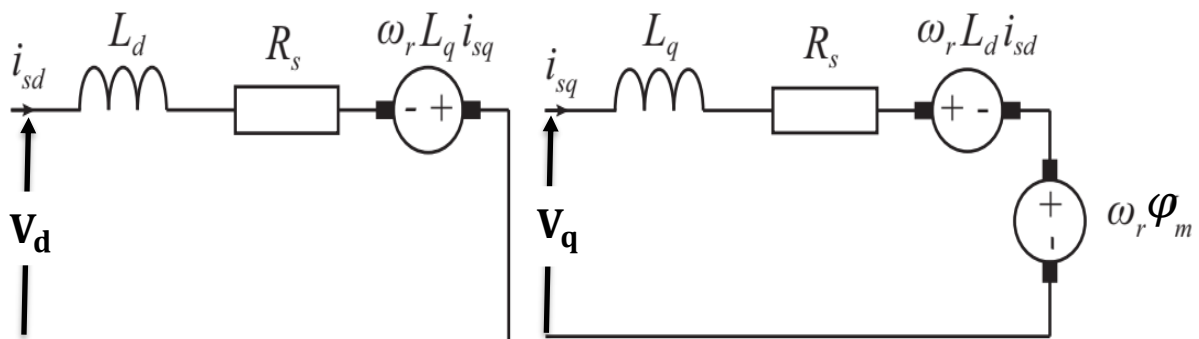 L_d
R_s
ω_r L_q i_sq
i_sd
- +
V_d
L_q
R_s
ω_r L_d i_sd
i_sq
+ -
V_q
+
-
ω_r φ_m